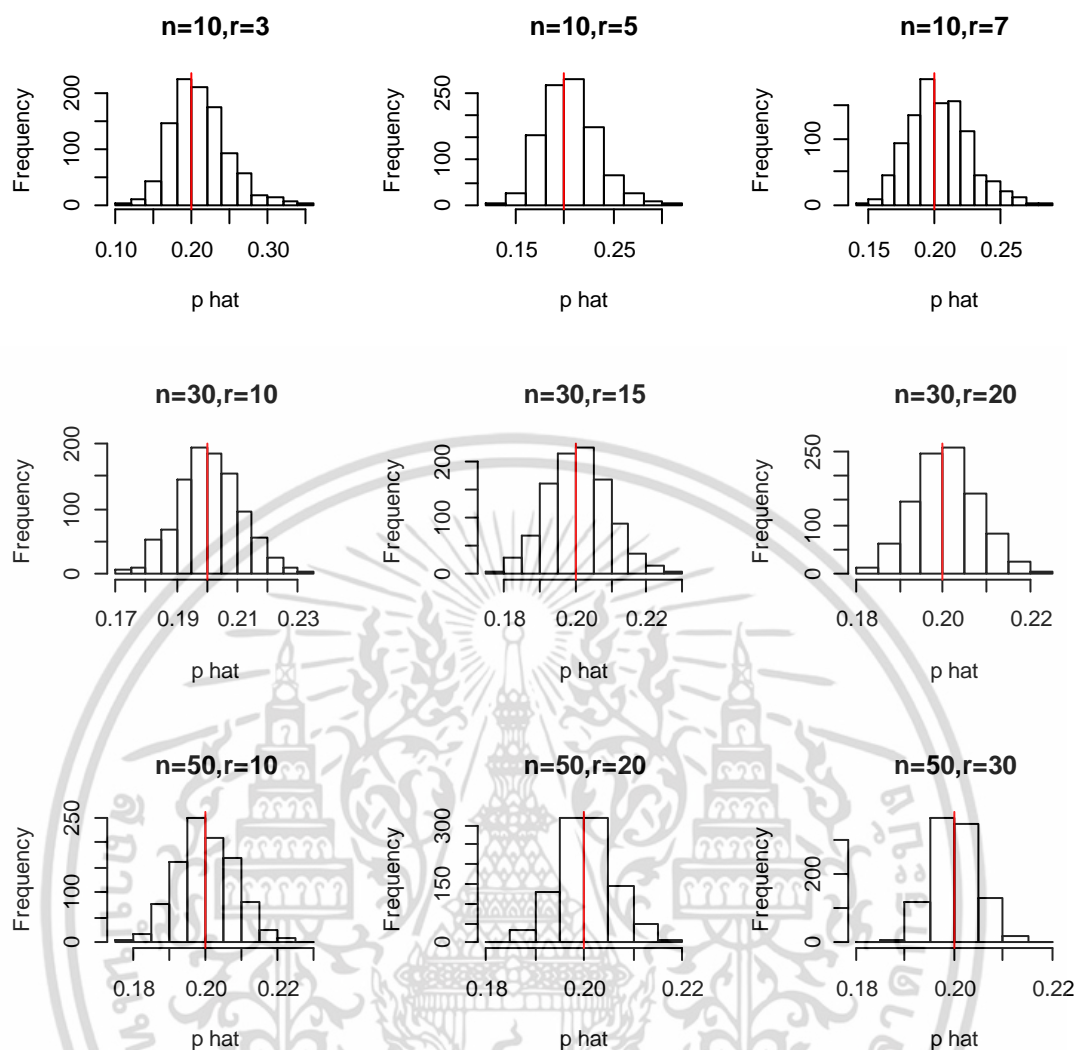 n=10,r=3
Frequency
0 100 200
0.10 0.20 0.30
p hat
n=10,r=5
Frequency
0 100 250
0.15 0.25
p hat
n=10,r=7
Frequency
0 100
0.15 0.20 0.25
p hat
n=30,r=10
Frequency
0 100 200
0.17 0.19 0.21 0.23
p hat
n=30,r=15
Frequency
0 100 200
0.18 0.20 0.22
p hat
n=30,r=20
Frequency
0 100 250
0.18 0.20 0.22
p hat
n=50,r=10
Frequency
0 100 250
0.18 0.20 0.22
p hat
n=50,r=20
Frequency
0 150 300
0.18 0.20 0.22
p hat
n=50,r=30
Frequency
0 200
0.18 0.20 0.22
p hat